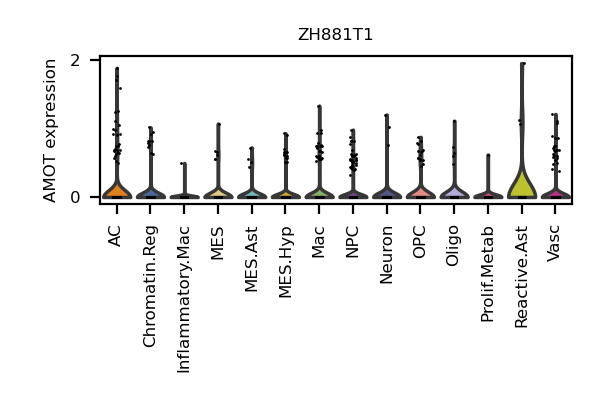 ZH881T1
AMOT expression
2
0
AC
Chromatin.Reg
Inflammatory.Mac
MES
MES.Ast
MES.Hyp
Mac
NPC
Neuron
OPC
Oligo
Prolif.Metab
Reactive.Ast
Vasc